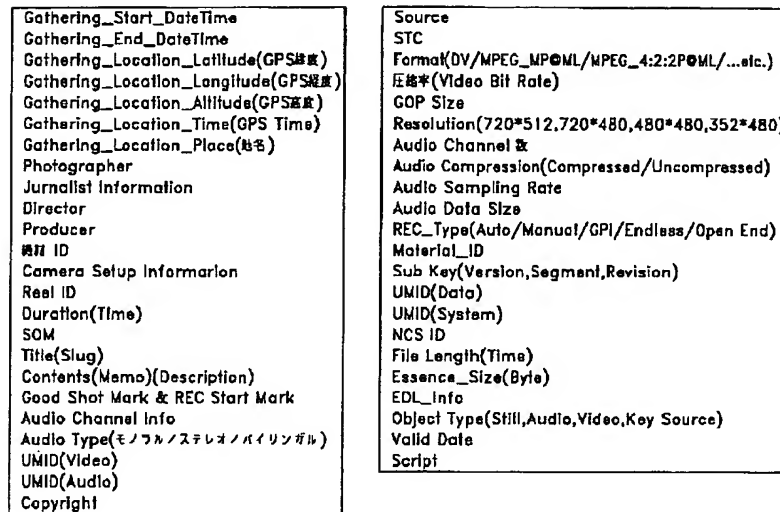 Gathering_Start_DateTime
Gathering_End_DateTime
Gathering_Location_Latitude(GPS緯度)
Gathering_Location_Longitude(GPS経度)
Gathering_Location_Altitude(GPS高度)
Gathering_Location_Time(GPS Time)
Gathering_Location_Place(地名)
Photographer
Jurnalist Information
Director
Producer
ID
Camera Setup Informarion
Reel ID
Duration(Time)
SOM
Title(Slug)
Contents(Memo)(Description)
Good Shot Mark & REC Start Mark
Audio Channel Info
Audio Type(モノラル/ステレオ/バイリンガル)
UMID(Video)
UMID(Audio)
Copyright
Source
STC
Format(DV/MPEG_MP@ML/MPEG_4:2:2P@ML/...etc.)
圧縮率(Video Bit Rate)
GOP Size
Resolution(720*512,720*480,480*480,352*480)
Audio Channel 数
Audio Compression(Compressed/Uncompressed)
Audio Sampling Rate
Audio Data Size
REC_Type(Auto/Manual/GPI/Endless/Open End)
Material_ID
Sub Key(Version,Segment,Revision)
UMID(Data)
UMID(System)
NCS ID
File Length(Time)
Essence_Size(Byte)
EDL_Info
Object Type(Still,Audio,Video,Key Source)
Valid Date
Script